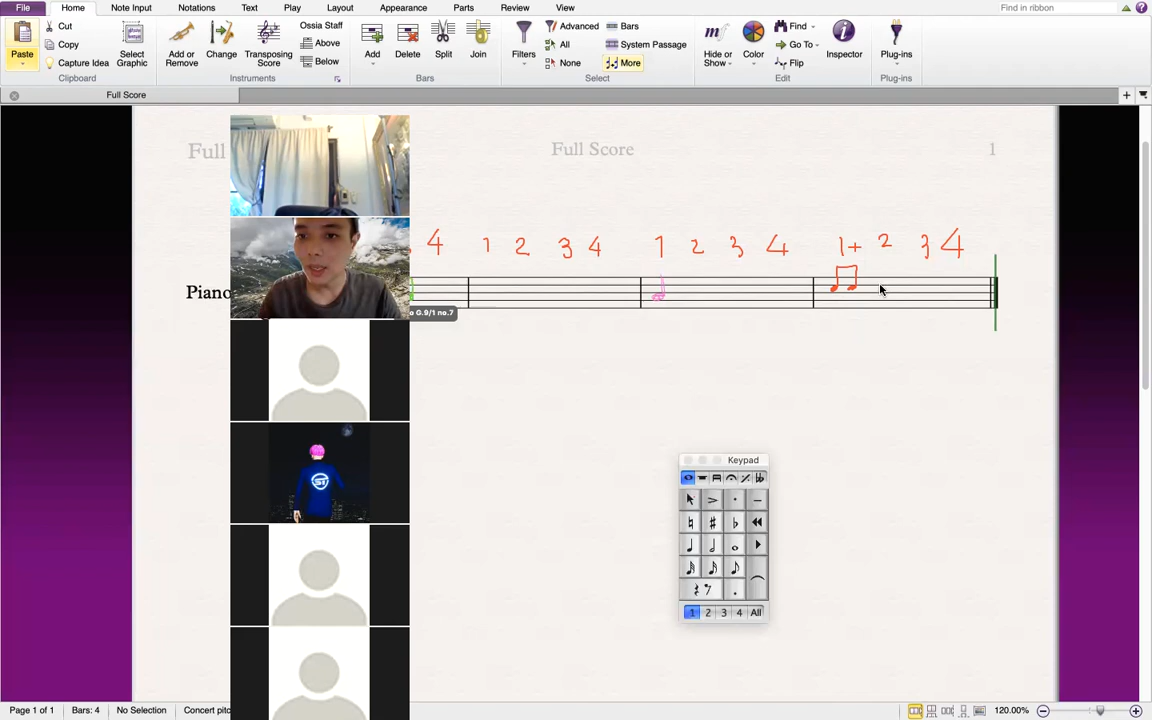 File Home Note Input Notations Text Play Layout Appearance Parts Review View Find in ribbon
Paste Cut Copy Capture Idea Select Graphic
Add or Remove Change Transposing Score Ossia Staff Above Below
Add Delete Split Join
Filters Advanced All None Bars System Passage More
Hide or Show Color Find Go To Flip Inspector
Plug-ins
Clipboard Instruments Bars Select Edit Plug-ins
Full Score
Full Full Score 1
4 1 2 3 4 1 2 3 4 1+ 2 3 4
Piano
o G.9/1 no.7
Keypad
1 2 3 4 All
Page 1 of 1 Bars: 4 No Selection Concert pitc 120.00%